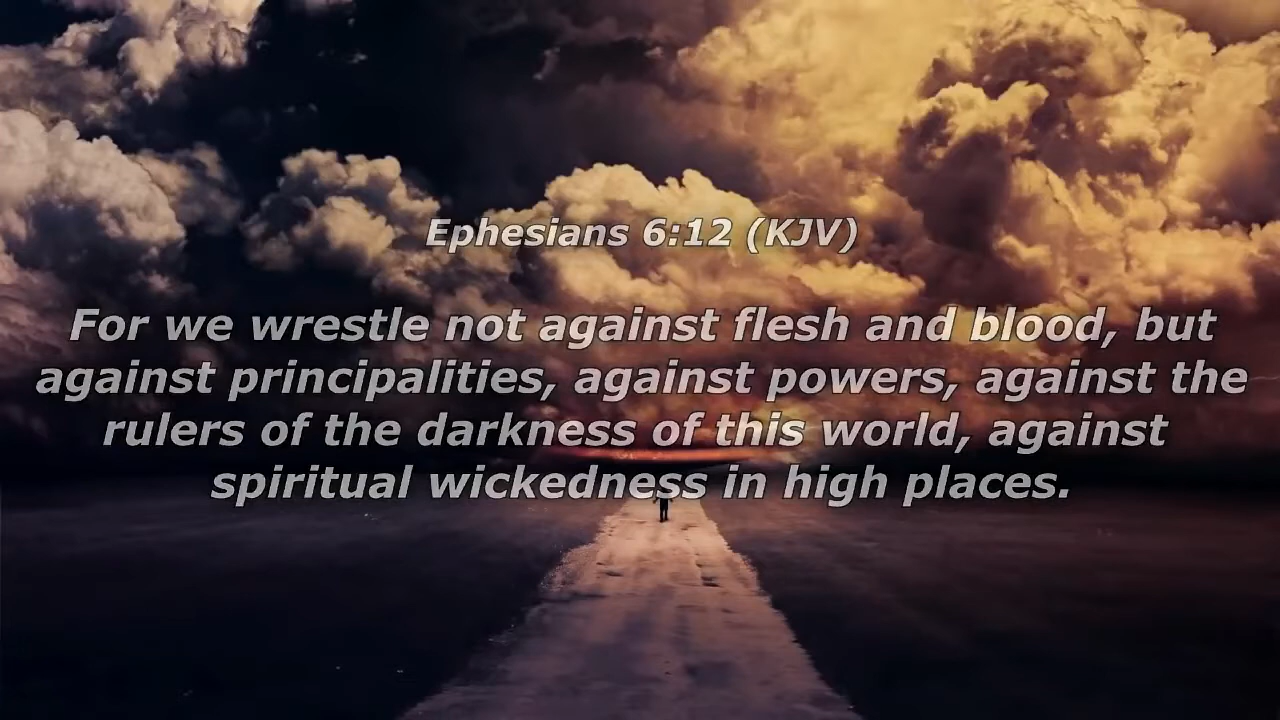 Ephesians 6:12 (KJV)
For we wrestle not against flesh and blood, but
against principalities, against powers, against the
rulers of the darkness of this world, against
spiritual wickedness in high places.